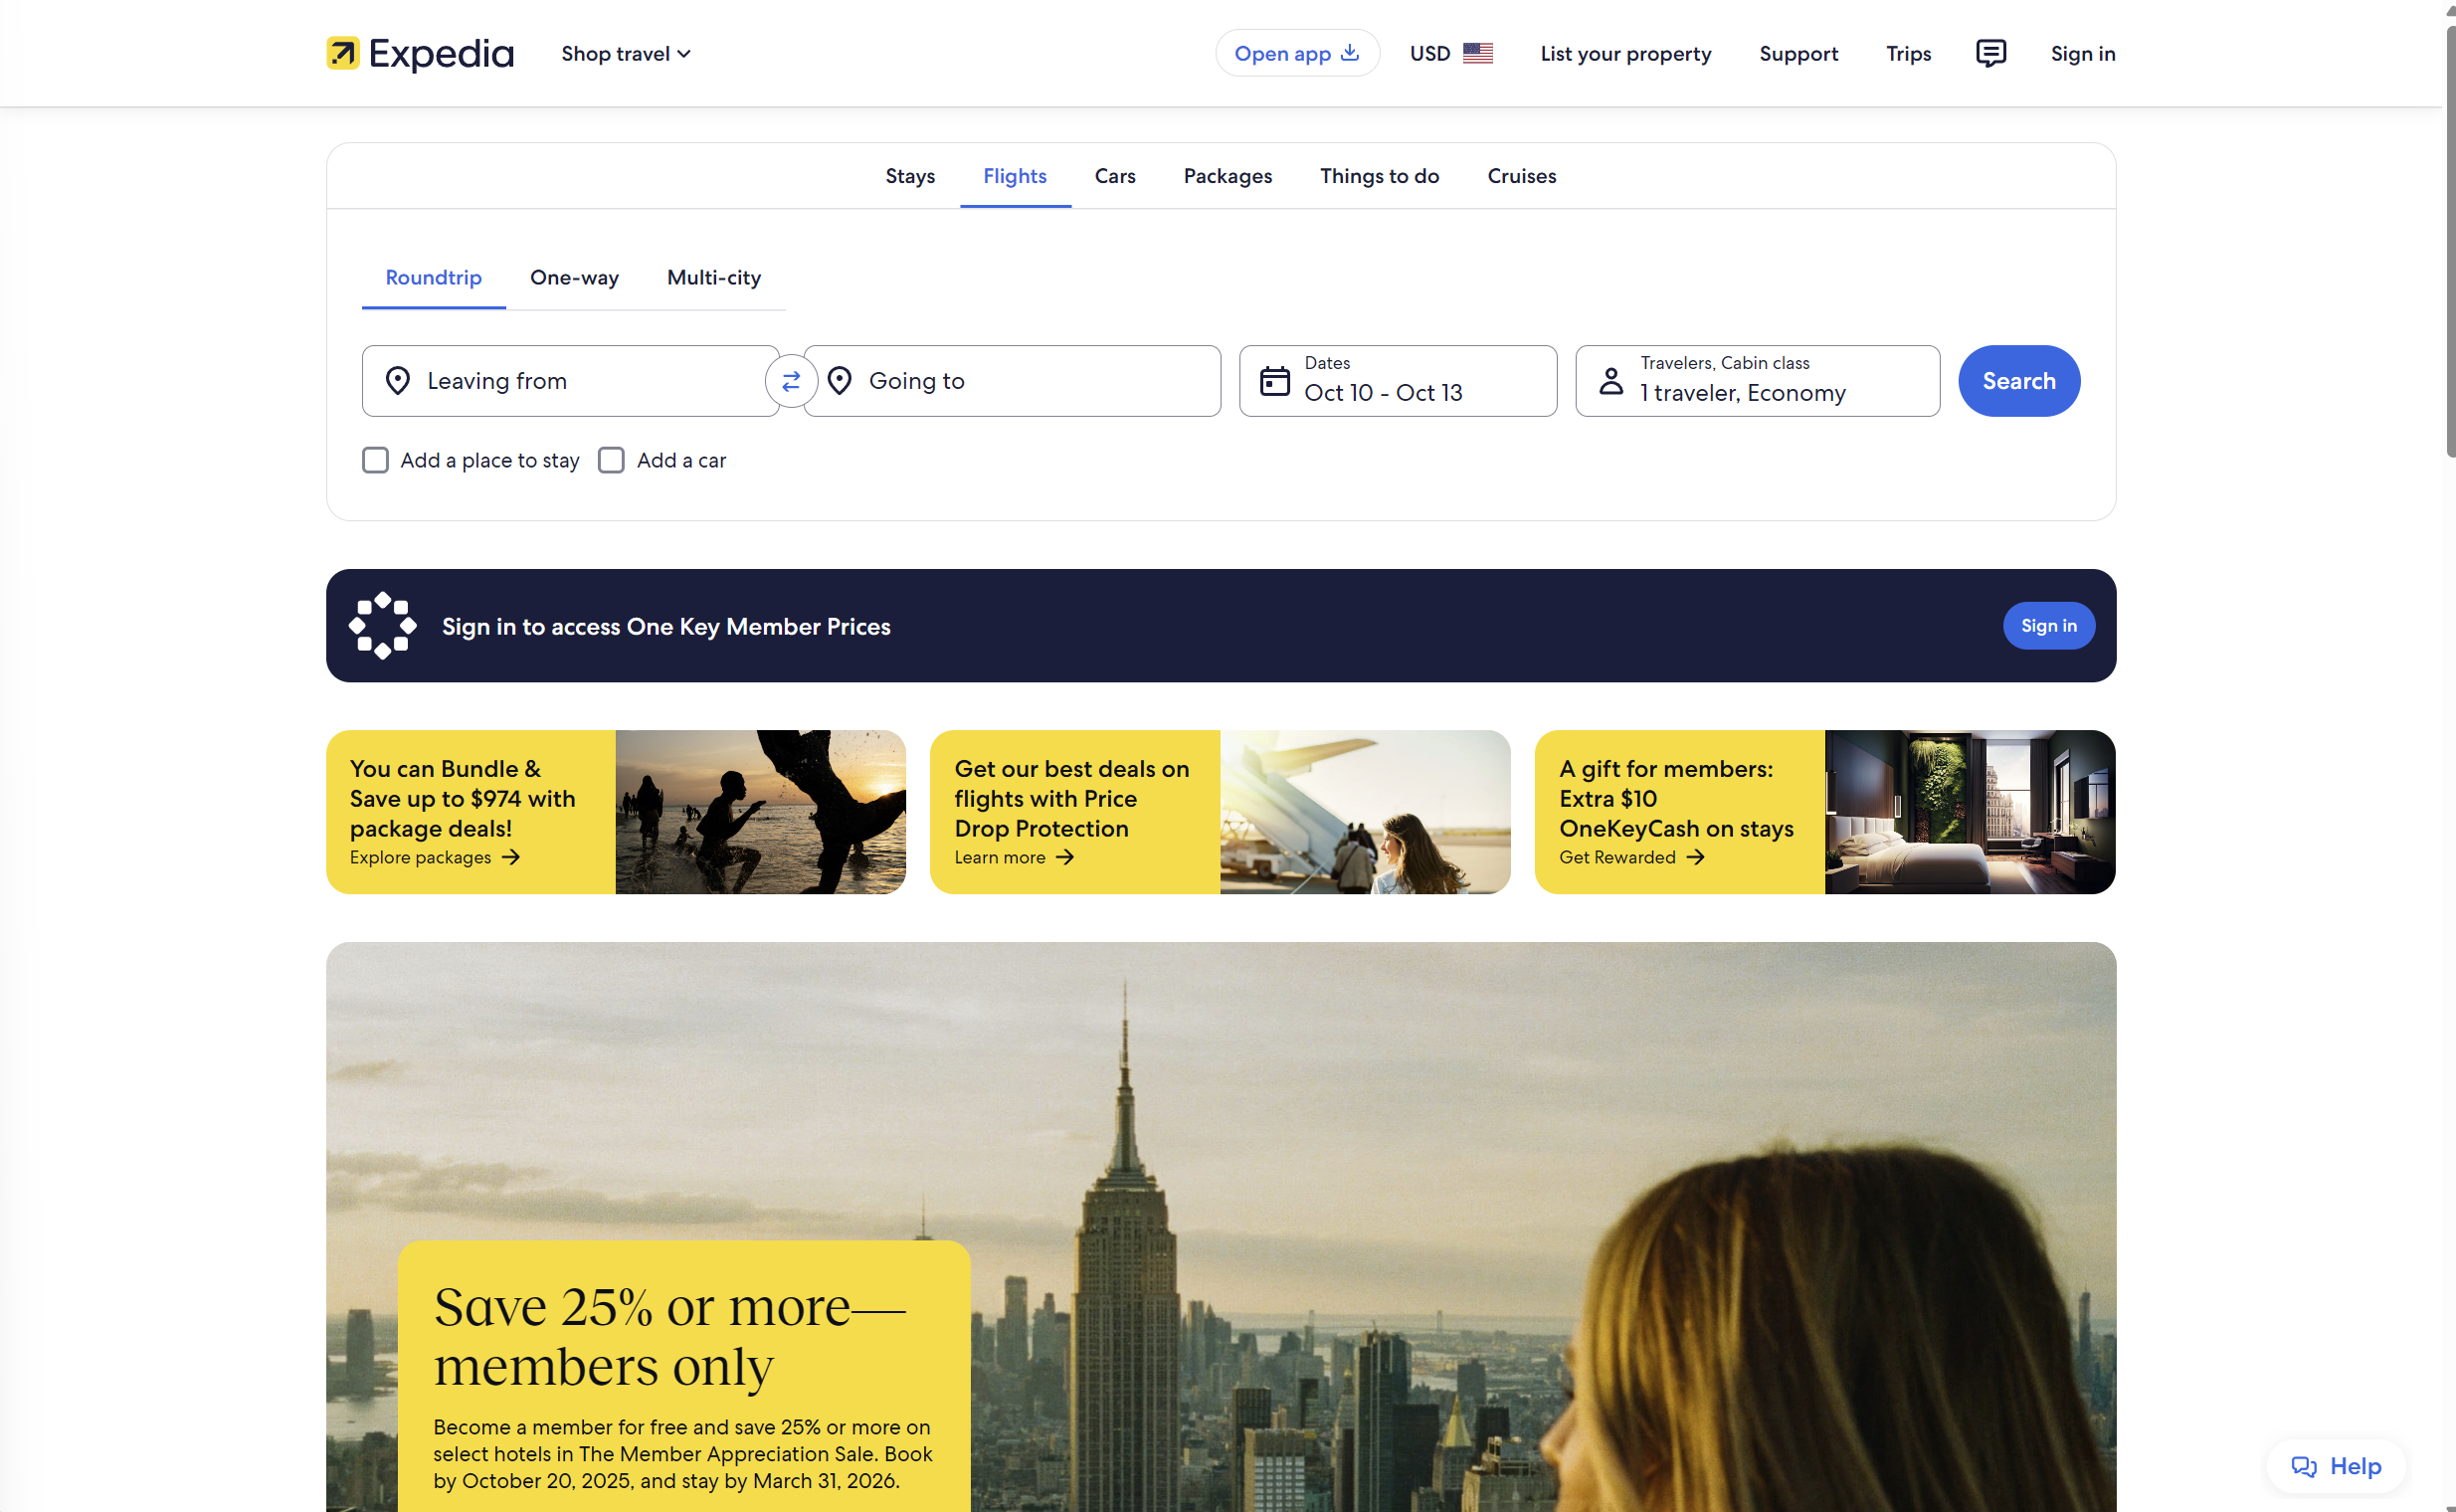 Expedia
Shop travel
Open app
USD
List your property
Support
Trips
Sign in
Stays
Flights
Cars
Packages
Things to do
Cruises
Roundtrip
One-way
Multi-city
Leaving from
Going to
Dates
Oct 10 - Oct 13
Travelers, Cabin class
1 traveler, Economy
Search
Add a place to stay
Add a car
Sign in to access One Key Member Prices
Sign in
You can Bundle &
Save up to $974 with
package deals!
Explore packages
Get our best deals on
flights with Price
Drop Protection
Learn more
A gift for members:
Extra $10
OneKeyCash on stays
Get Rewarded
Save 25% or more—
members only
Become a member for free and save 25% or more on
select hotels in The Member Appreciation Sale. Book
by October 20, 2025, and stay by March 31, 2026.
Help